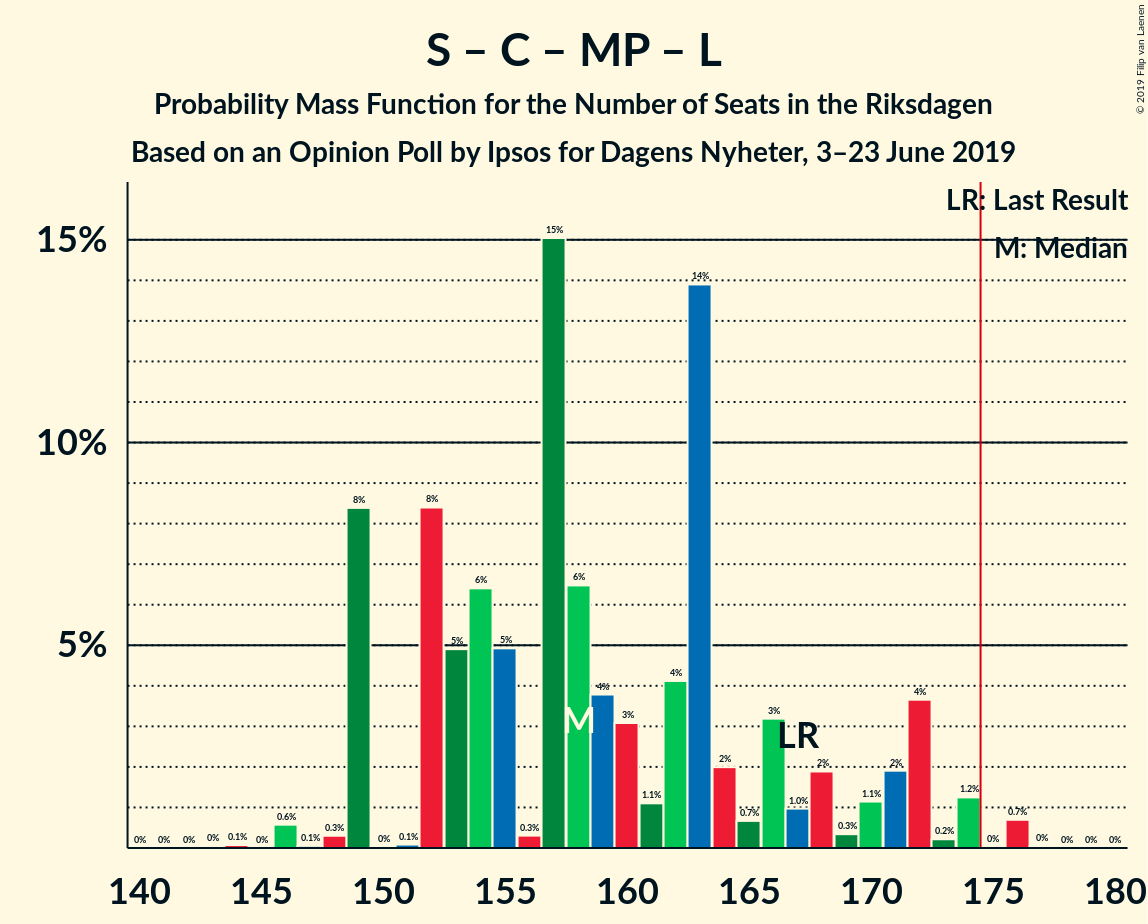 S – C – MP – L
Probability Mass Function for the Number of Seats in the Riksdagen
Based on an Opinion Poll by Ipsos for Dagens Nyheter, 3–23 June 2019
© 2019 Filip van Laenen
LR: Last Result
M: Median
15%
10%
5%
0% 0% 0% 0% 0.1% 0% 0.6% 0.1% 0.3% 8% 0% 0.1% 8% 5% 6% 5% 0.3% 15% 6% 4% 3% 1.1% 4% 14% 2% 0.7% 3% 1.0% 2% 0.3% 1.1% 2% 4% 0.2% 1.2% 0% 0.7% 0% 0% 0% 0%
M
LR
140 145 150 155 160 165 170 175 180